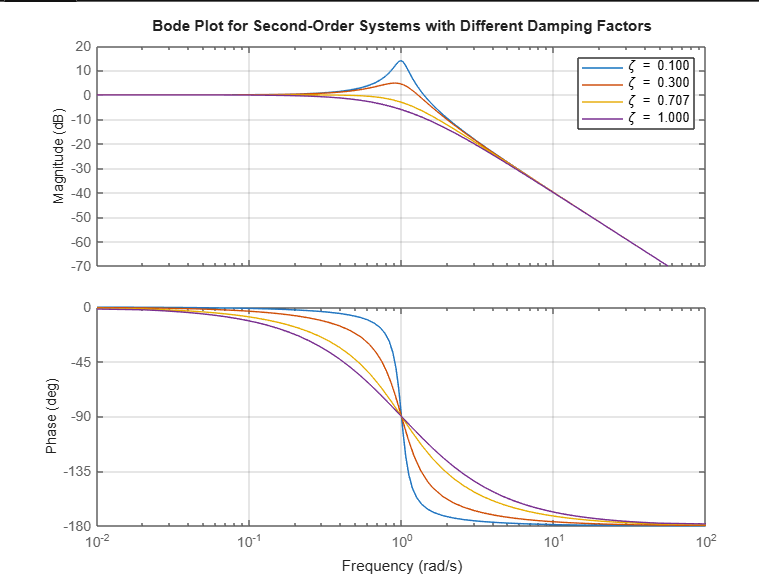 Bode Plot for Second-Order Systems with Different Damping Factors
20
10
0
-10
-20
-30
-40
-50
-60
-70
Magnitude (dB)
ζ = 0.100
ζ = 0.300
ζ = 0.707
ζ = 1.000
0
-45
-90
-135
-180
Phase (deg)
10^-2
10^-1
10^0
10^1
10^2
Frequency (rad/s)